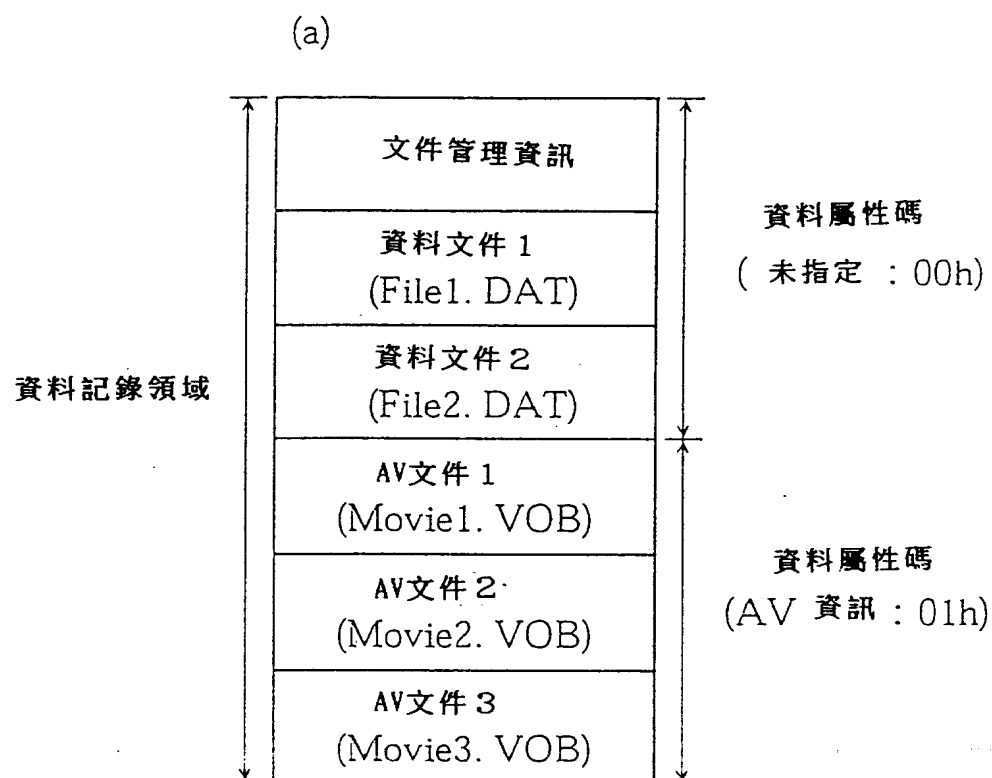 (a)
文件管理資訊
資料文件1
(File1. DAT)
資料文件2
(File2. DAT)
AV文件1
(Movie1. VOB)
AV文件2
(Movie2. VOB)
AV文件3
(Movie3. VOB)
資料記錄領域
資料屬性碼
( 未指定 : 00h)
資料屬性碼
(AV 資訊 : 01h)